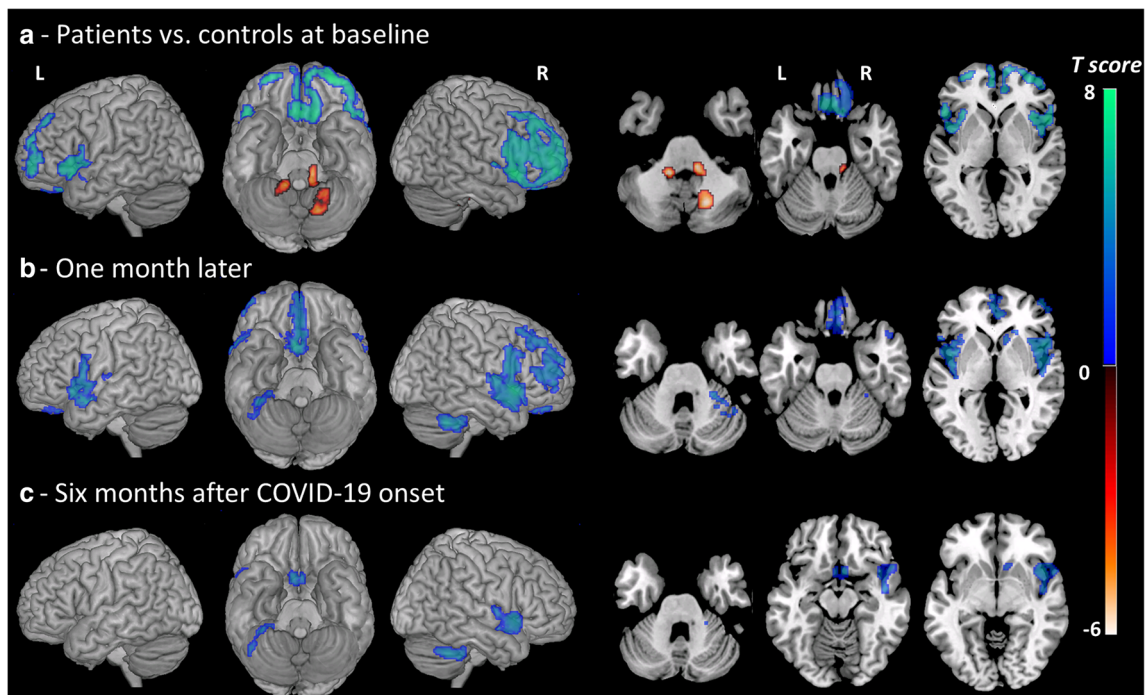 a - Patients vs. controls at baseline
L
R
L
R
T score
8
b - One month later
0
c - Six months after COVID-19 onset
-6